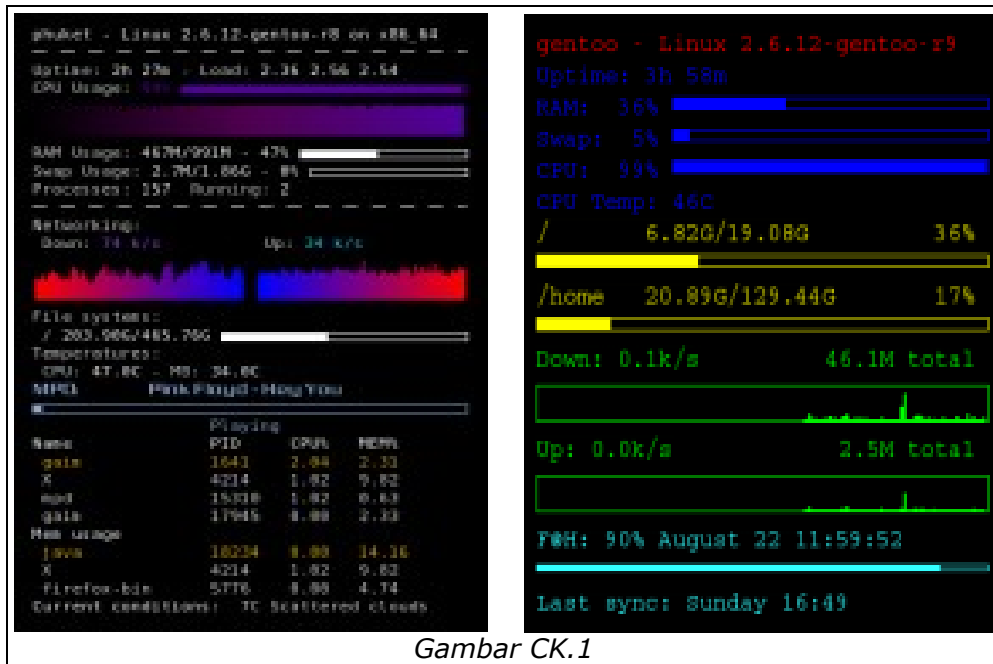 phuket - Linux 2.6.12-gentoo-r8 on x86_64
Uptime: 2h 27m - Load: 2.36 2.56 2.54
CPU Usage:
RAM Usage: 467M/991M - 47%
Swap Usage: 2.7M/1.86G - 0%
Processes: 157 Running: 2
Networking:
Down: 74 k/s Up: 34 k/s
File systems:
/ 203.90G/465.76G
Temperatures:
CPU: 47.0C - MB: 34.0C
MPD: Pink Floyd - Hey You
Playing
Name PID CPU% MEM%
gaim 1641 2.04 2.31
X 4214 1.02 9.82
mpd 15310 1.02 0.63
gaim 17945 0.00 2.33
Mem usage
java 18234 0.00 14.16
X 4214 1.02 9.82
firefox-bin 5776 0.00 4.74
Current conditions: 7C Scattered clouds
gentoo - Linux 2.6.12-gentoo-r9
Uptime: 3h 58m
RAM: 36%
Swap: 5%
CPU: 99%
CPU Temp: 46C
/ 6.82G/19.08G 36%
/home 20.89G/129.44G 17%
Down: 0.1k/s 46.1M total
Up: 0.0k/s 2.5M total
F@H: 90% August 22 11:59:52
Last sync: Sunday 16:49
Gambar CK.1